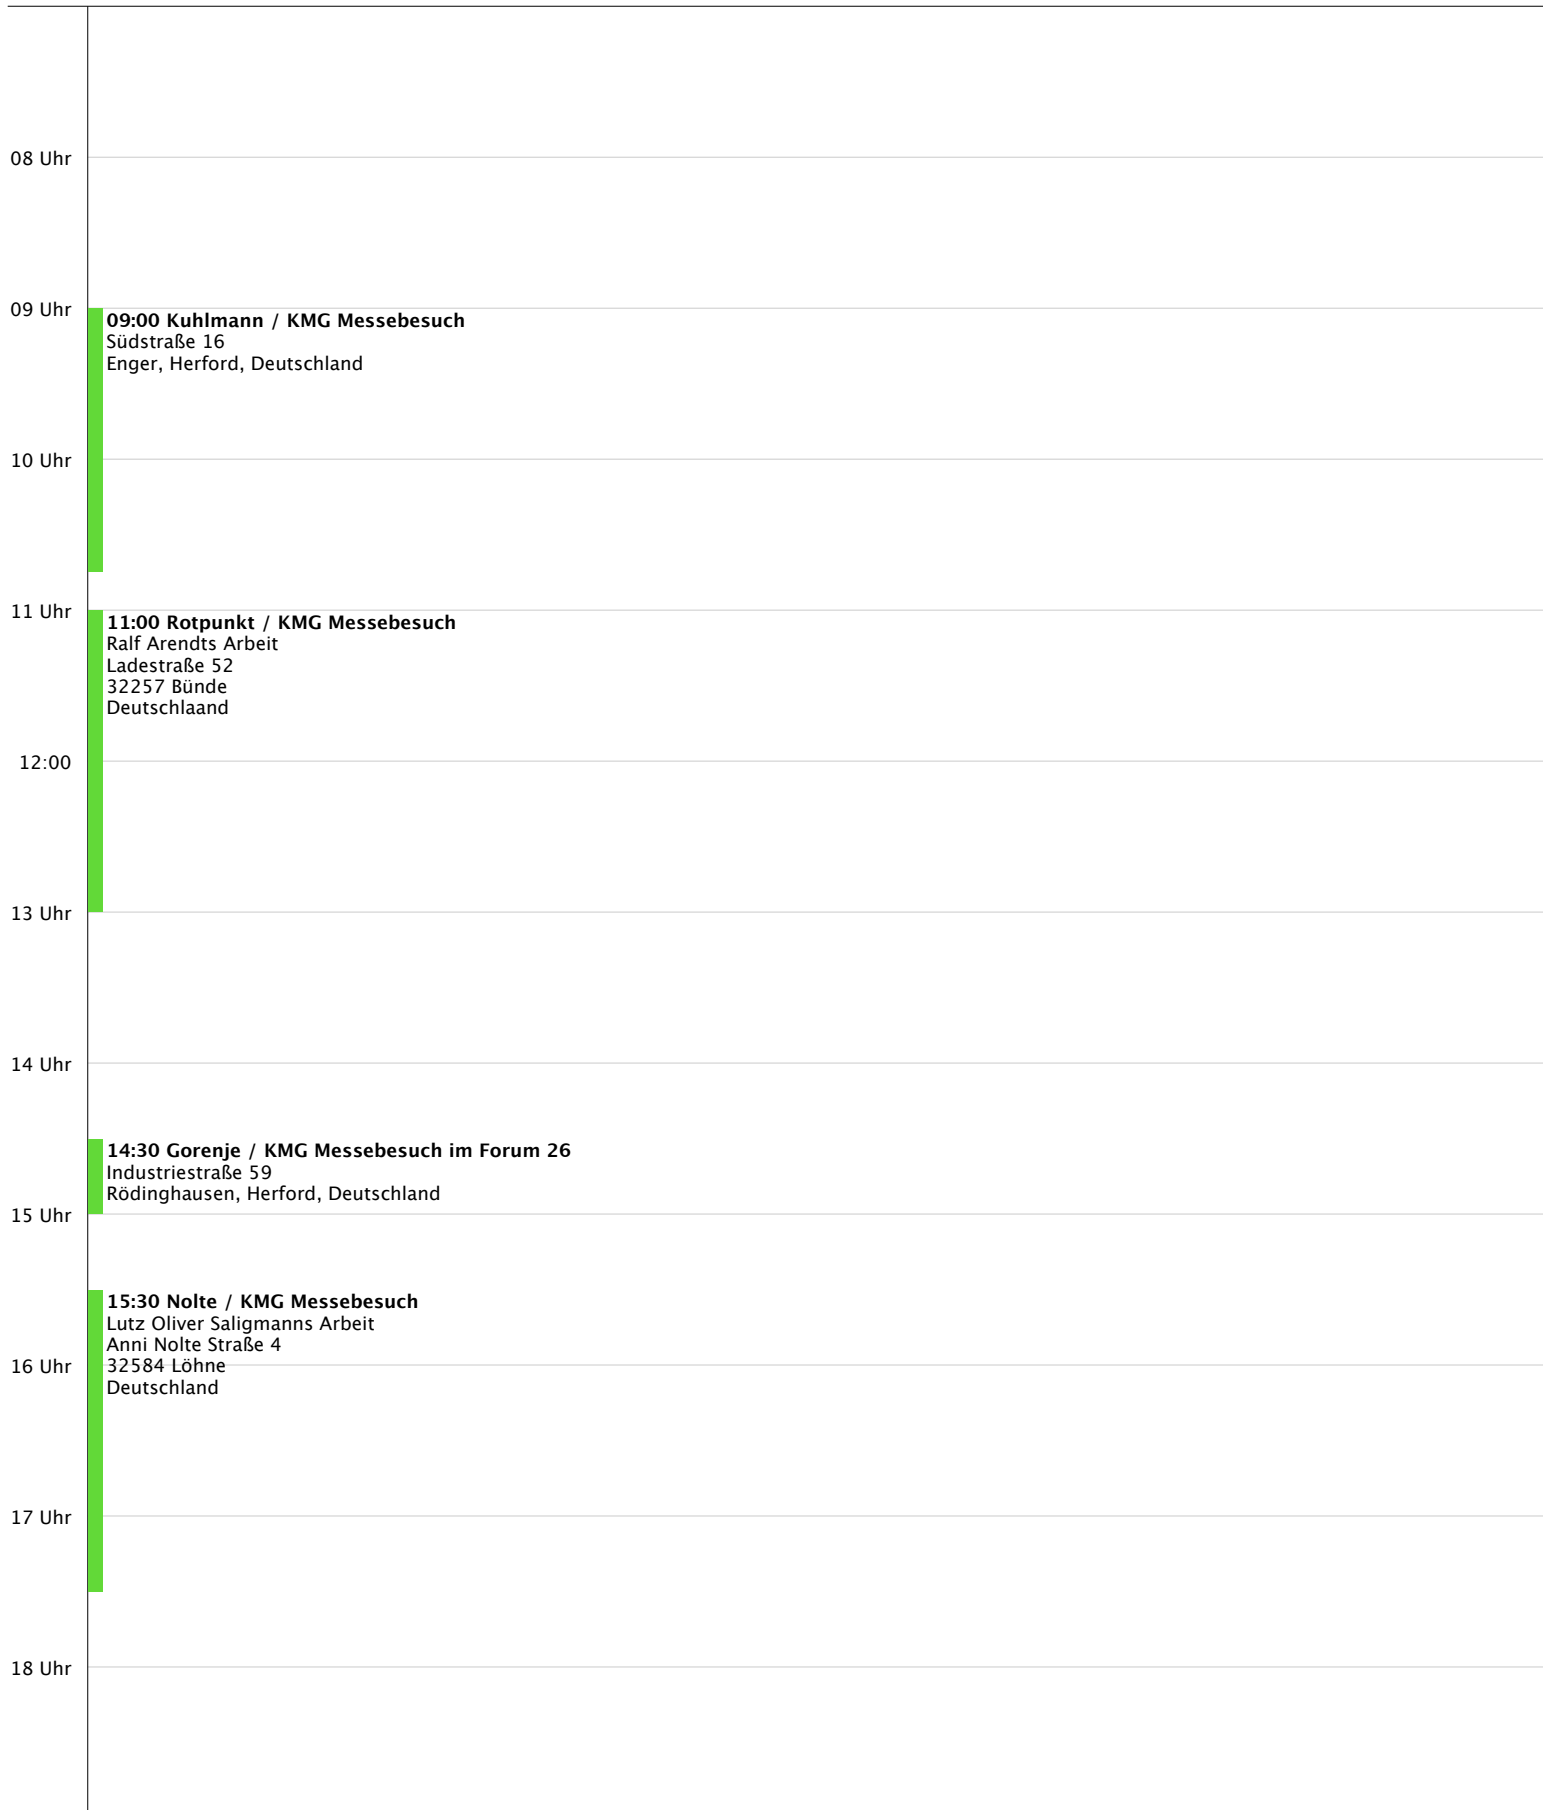 08 Uhr
09 Uhr
09:00 Kuhlmann / KMG Messebesuch
Südstraße 16
Enger, Herford, Deutschland
10 Uhr
11 Uhr
11:00 Rotpunkt / KMG Messebesuch
Ralf Arendts Arbeit
Ladestraße 52
32257 Bünde
Deutschlaand
12:00
13 Uhr
14 Uhr
14:30 Gorenje / KMG Messebesuch im Forum 26
Industriestraße 59
Rödinghausen, Herford, Deutschland
15 Uhr
15:30 Nolte / KMG Messebesuch
Lutz Oliver Saligmanns Arbeit
Anni Nolte Straße 4
16 Uhr
32584 Löhne
Deutschland
17 Uhr
18 Uhr